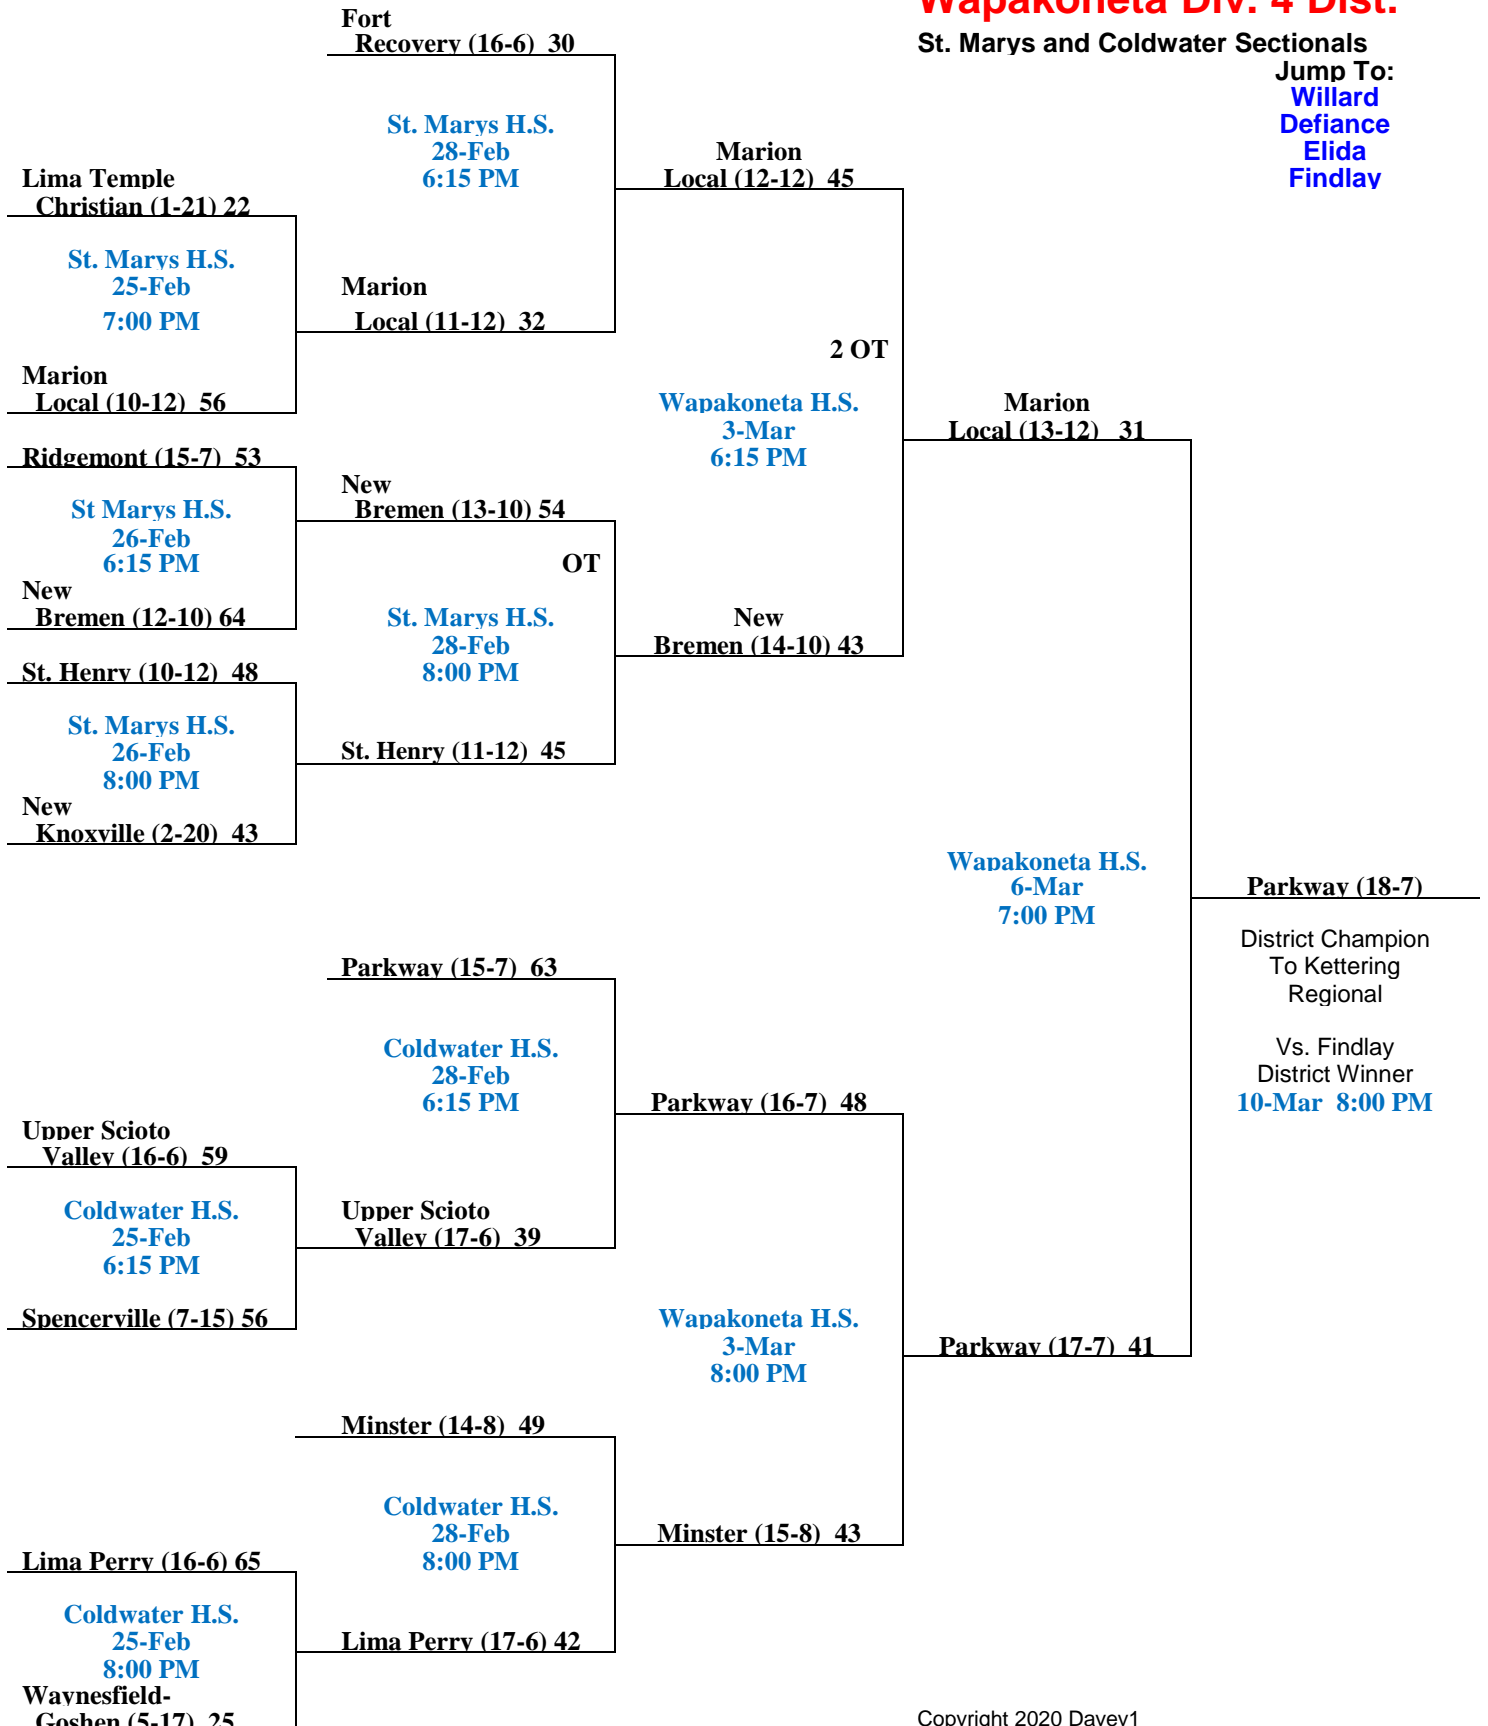 Wapakoneta Div. 4 Dist.
St. Marys and Coldwater Sectionals
Jump To:
Willard
Defiance
Elida
Findlay
Fort
Recovery (16-6) 30
St. Marys H.S.
28-Feb
6:15 PM
Marion
Local (12-12) 45
Lima Temple
Christian (1-21) 22
St. Marys H.S.
25-Feb
7:00 PM
Marion
Local (11-12) 32
2 OT
Marion
Local (10-12) 56
Wapakoneta H.S.
3-Mar
6:15 PM
Marion
Local (13-12) 31
Ridgemont (15-7) 53
St Marys H.S.
26-Feb
6:15 PM
New
Bremen (13-10) 54
OT
New
Bremen (12-10) 64
St. Marys H.S.
28-Feb
8:00 PM
New
Bremen (14-10) 43
St. Henry (10-12) 48
St. Marys H.S.
26-Feb
8:00 PM
St. Henry (11-12) 45
New
Knoxville (2-20) 43
Wapakoneta H.S.
6-Mar
7:00 PM
Parkway (18-7)
District Champion
To Kettering
Regional
Vs. Findlay
District Winner
10-Mar 8:00 PM
Parkway (15-7) 63
Coldwater H.S.
28-Feb
6:15 PM
Parkway (16-7) 48
Upper Scioto
Valley (16-6) 59
Coldwater H.S.
25-Feb
6:15 PM
Upper Scioto
Valley (17-6) 39
Spencerville (7-15) 56
Wapakoneta H.S.
3-Mar
8:00 PM
Parkway (17-7) 41
Minster (14-8) 49
Coldwater H.S.
28-Feb
8:00 PM
Minster (15-8) 43
Lima Perry (16-6) 65
Coldwater H.S.
25-Feb
8:00 PM
Lima Perry (17-6) 42
Waynesfield-
Goshen (5-17) 25
Copyright 2020 Davey1